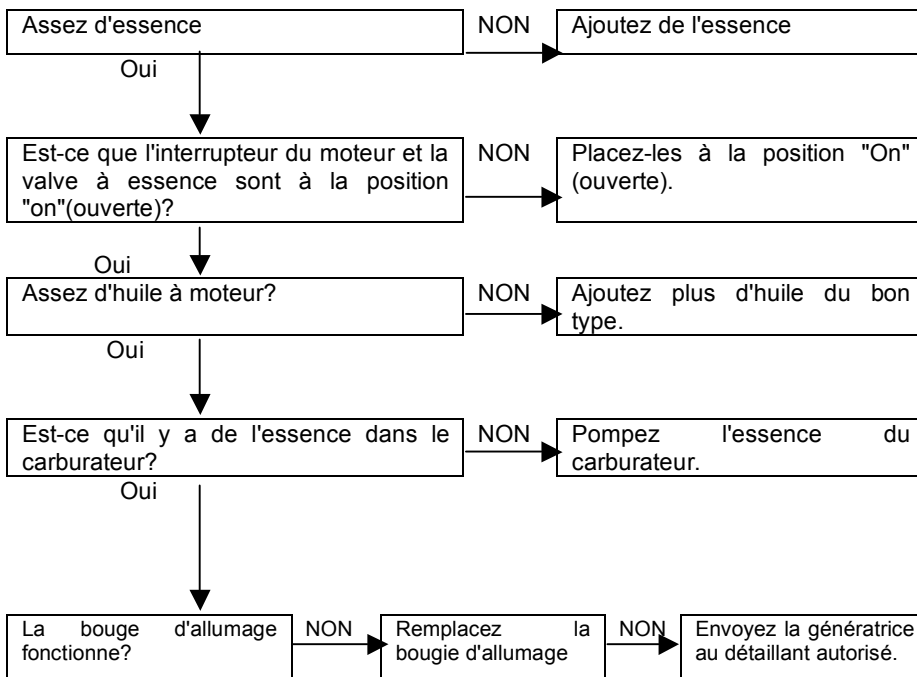 Assez d'essence
NON
Ajoutez de l'essence
Oui
Est-ce que l'interrupteur du moteur et la
valve à essence sont à la position
"on"(ouverte)?
NON
Placez-les à la position "On"
(ouverte).
Oui
Assez d'huile à moteur?
NON
Ajoutez plus d'huile du bon
type.
Oui
Est-ce qu'il y a de l'essence dans le
carburateur?
NON
Pompez l'essence du
carburateur.
Oui
La bouge d'allumage
fonctionne?
NON
Remplacez la
bougie d'allumage
NON
Envoyez la génératrice
au détaillant autorisé.